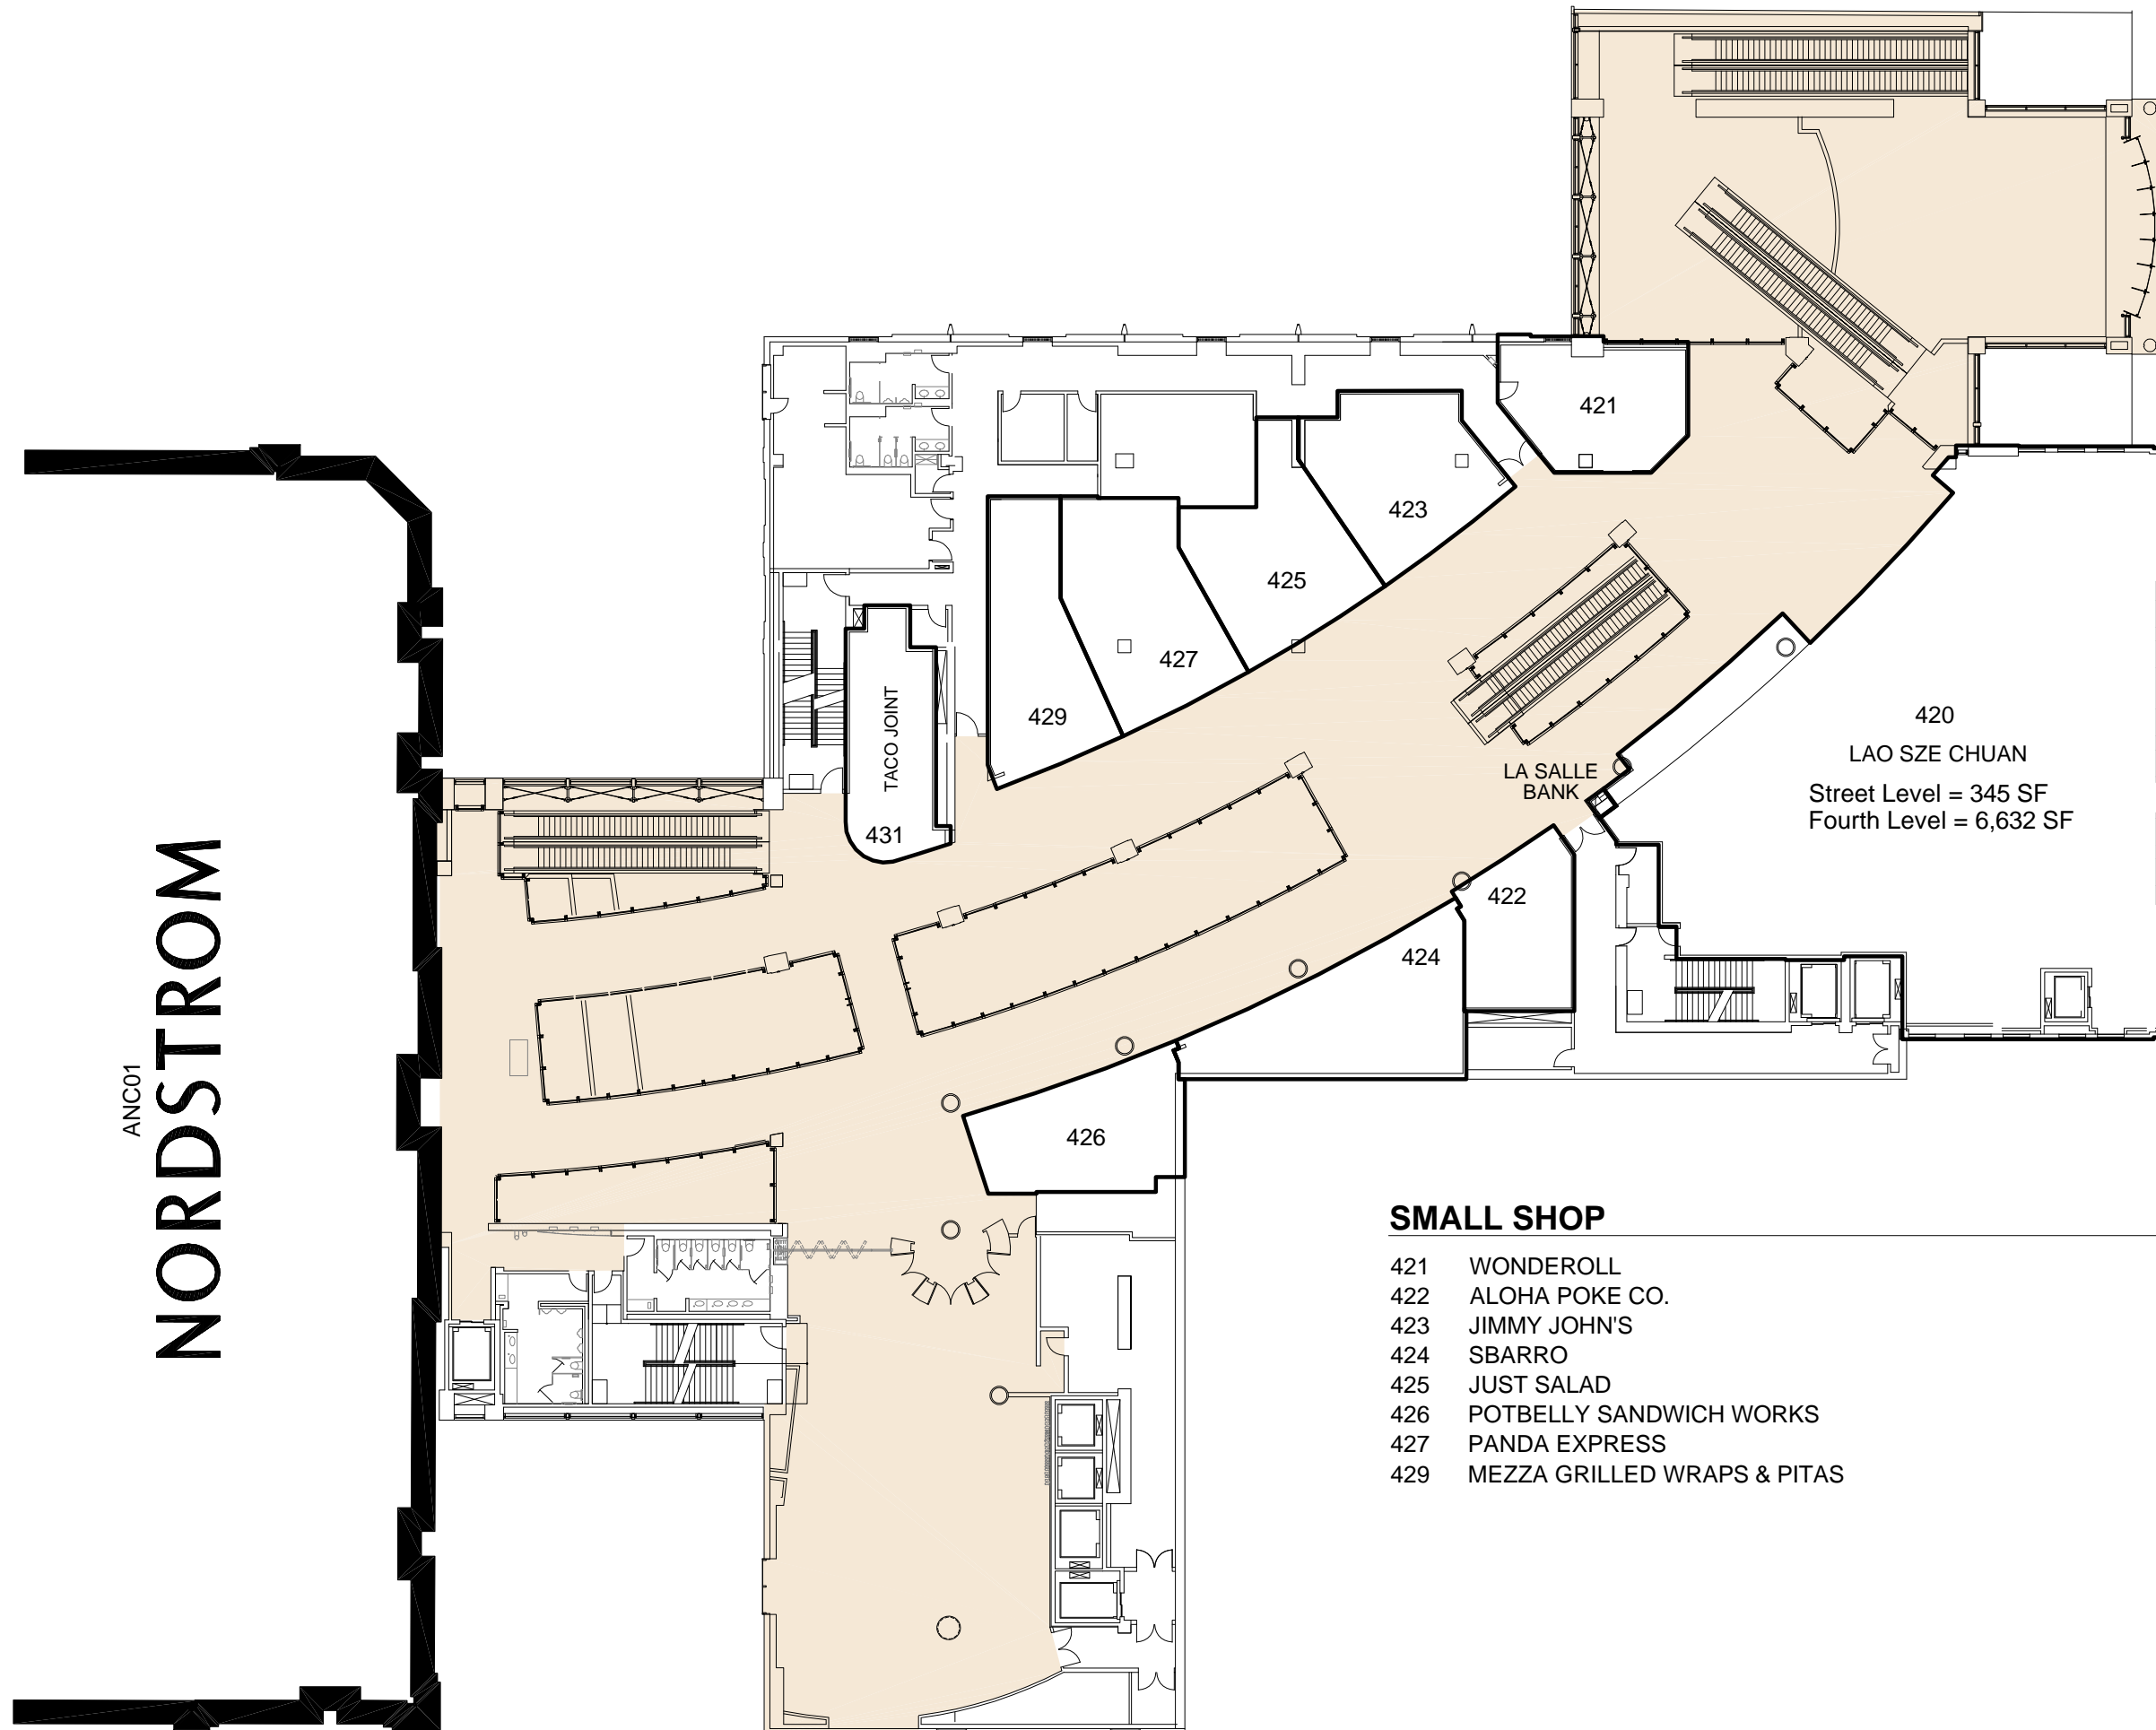 421
423
425
427
429
TACO JOINT
431
LA SALLE
BANK
420
LAO SZE CHUAN
Street Level = 345 SF
Fourth Level = 6,632 SF
422
424
426
ANC01
NORDSTROM
SMALL SHOP
421 WONDEROLL
422 ALOHA POKE CO.
423 JIMMY JOHN'S
424 SBARRO
425 JUST SALAD
426 POTBELLY SANDWICH WORKS
427 PANDA EXPRESS
429 MEZZA GRILLED WRAPS & PITAS